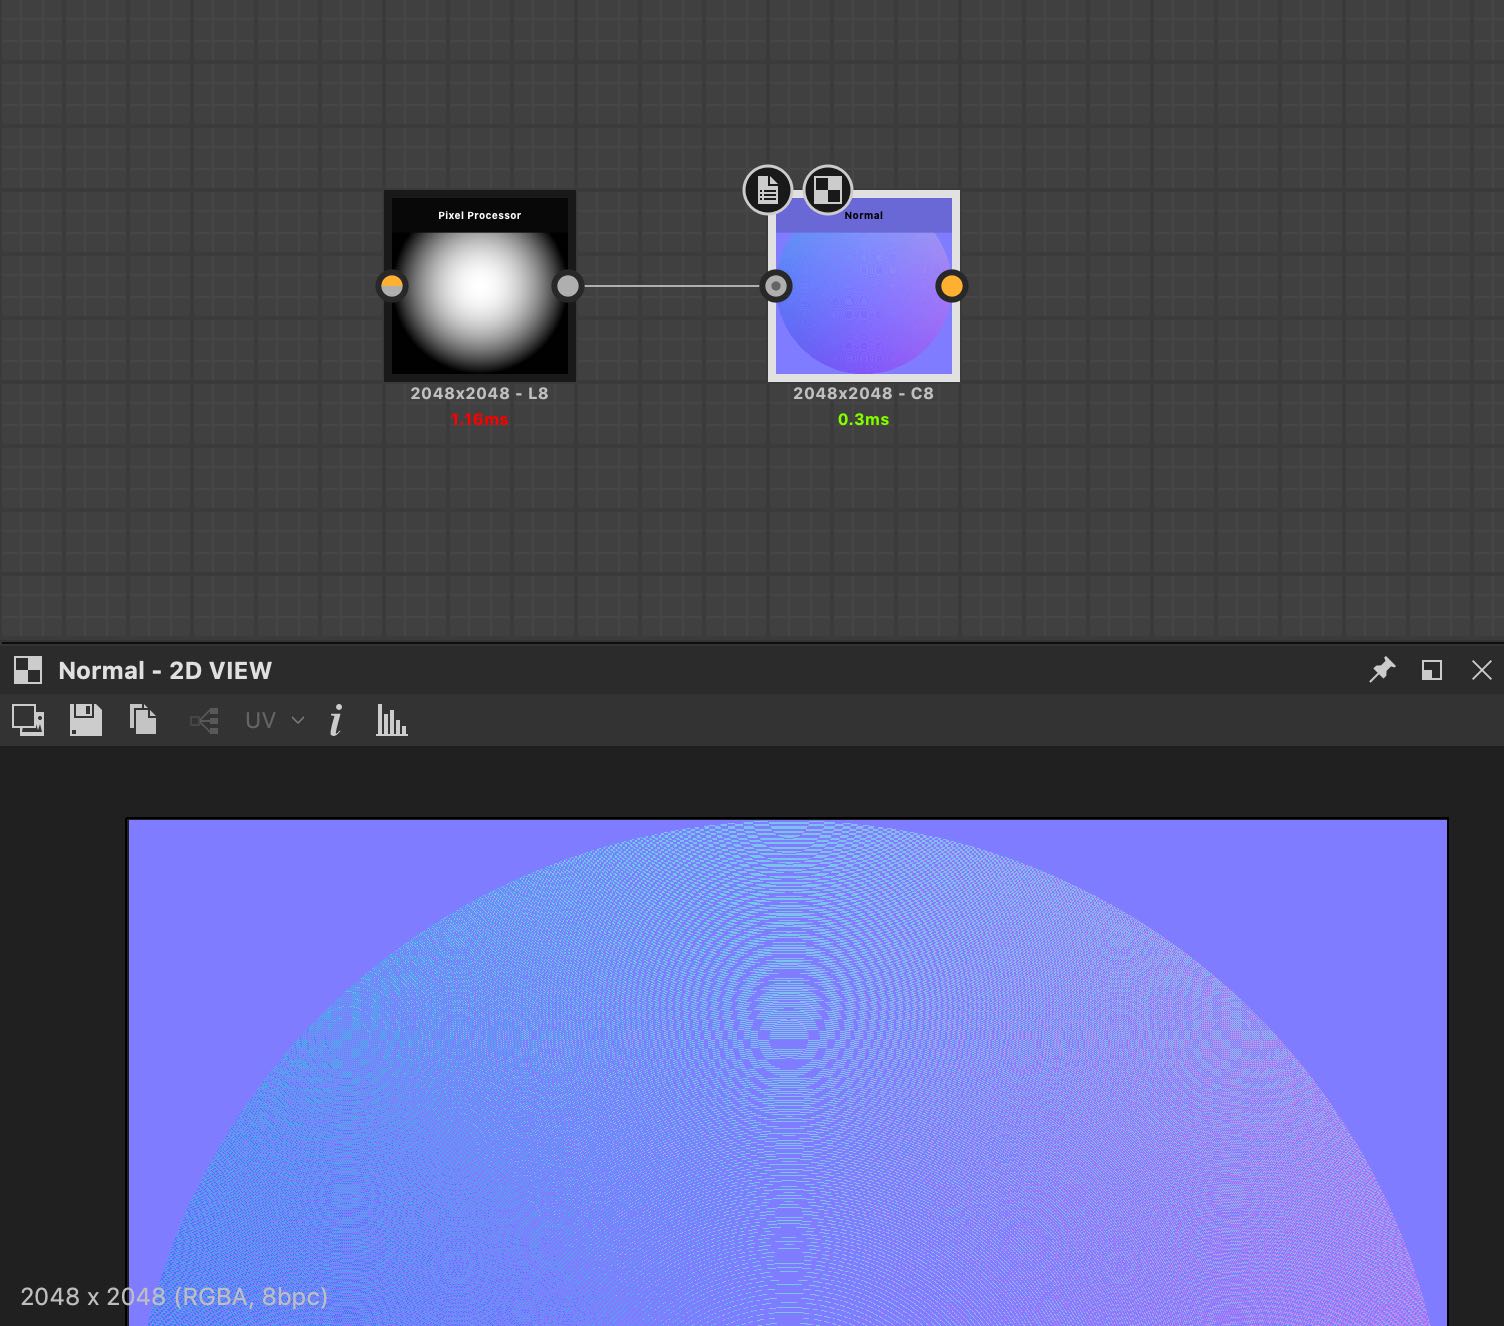 Pixel Processor
Normal
2048x2048 - L8
2048x2048 - C8
1.16ms
0.3ms
Normal - 2D VIEW
UV
i
2048 x 2048 (RGBA, 8bpc)